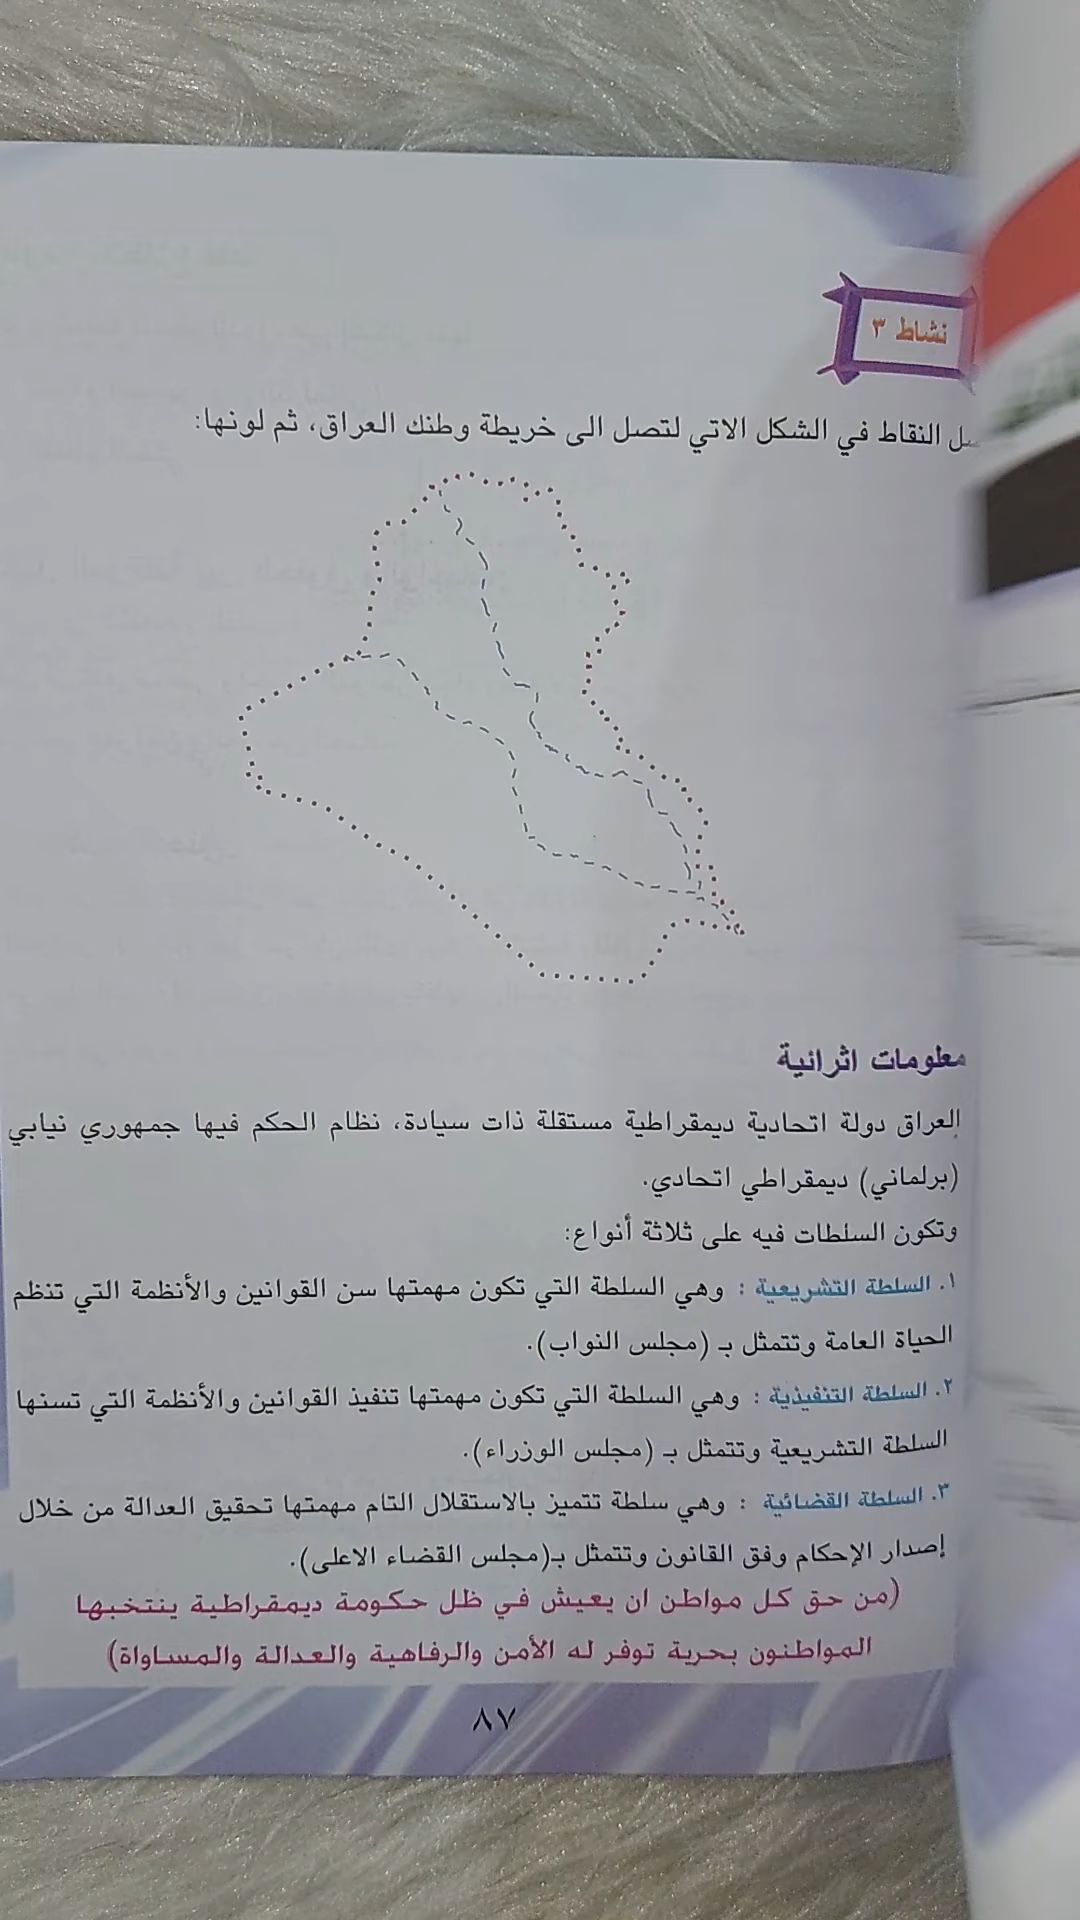 نشاط ٣
النقاط في الشكل الاتي لتصل الى خريطة وطنك العراق، ثم لونها:
معلومات اثرائية
العراق دولة اتحادية ديمقراطية مستقلة ذات سيادة، نظام الحكم فيها جمهوري نيابي
(برلماني) ديمقراطي اتحادي.
وتكون السلطات فيه على ثلاثة أنواع:
١. السلطة التشريعية : وهي السلطة التي تكون مهمتها سن القوانين والأنظمة التي تنظم
الحياة العامة وتتمثل بـ (مجلس النواب).
٢. السلطة التنفيذية : وهي السلطة التي تكون مهمتها تنفيذ القوانين والأنظمة التي تسنها
السلطة التشريعية وتتمثل بـ (مجلس الوزراء).
٣. السلطة القضائية : وهي سلطة تتميز بالاستقلال التام مهمتها تحقيق العدالة من خلال
إصدار الإحكام وفق القانون وتتمثل بـ(مجلس القضاء الاعلى).
(من حق كل مواطن ان يعيش في ظل حكومة ديمقراطية ينتخبها
المواطنون بحرية توفر له الأمن والرفاهية والعدالة والمساواة)
٨٧